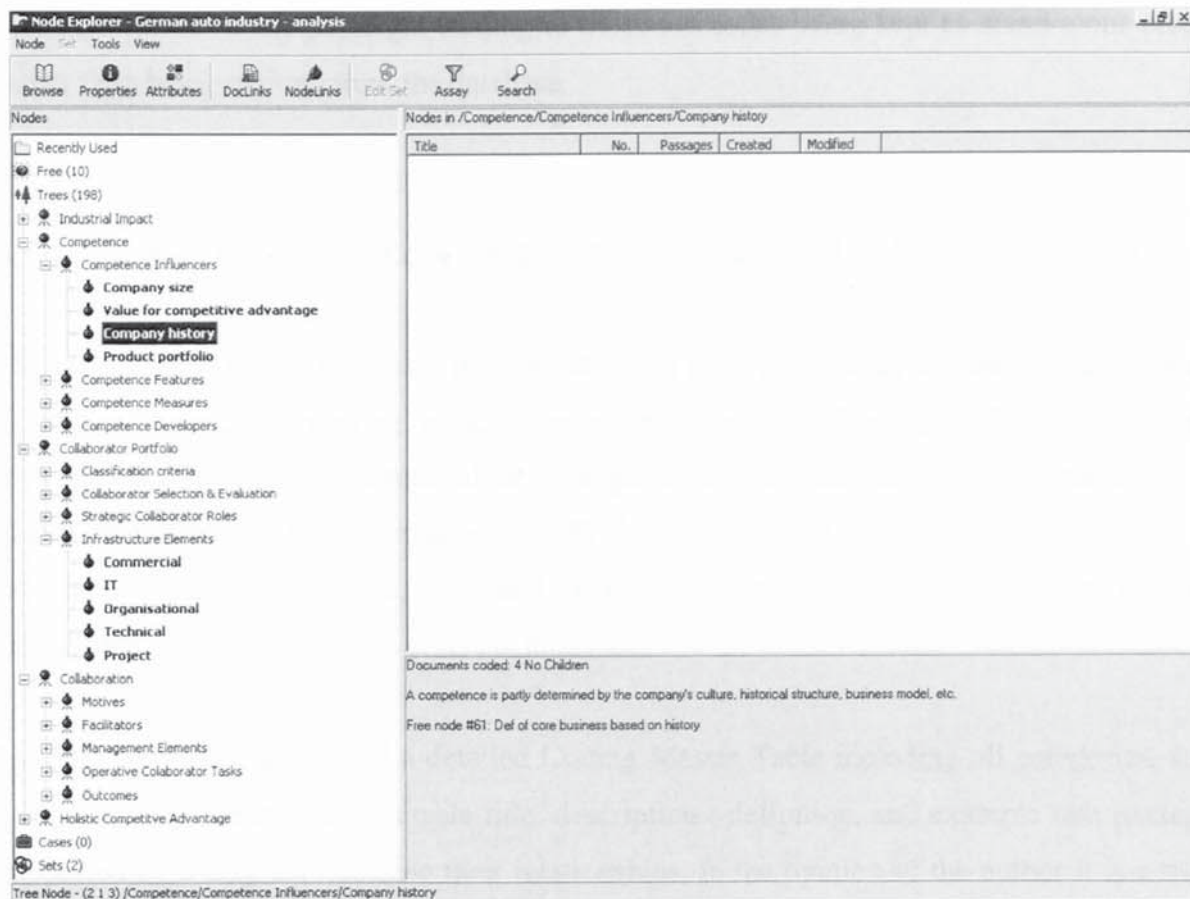 Node Explorer - German auto industry - analysis
Node Set Tools View
Browse Properties Attributes DocLinks NodeLinks Edit Set Assay Search
Nodes
Recently Used
Free (10)
Trees (198)
Industrial Impact
Competence
Competence Influencers
Company size
Value for competitive advantage
Company history
Product portfolio
Competence Features
Competence Measures
Competence Developers
Collaborator Portfolio
Classification criteria
Collaborator Selection & Evaluation
Strategic Collaborator Roles
Infrastructure Elements
Commercial
IT
Organisational
Technical
Project
Collaboration
Motives
Facilitators
Management Elements
Operative Colaborator Tasks
Outcomes
Holistic Competitve Advantage
Cases (0)
Sets (2)
Nodes in /Competence/Competence Influencers/Company history
Title No. Passages Created Modified
Documents coded: 4 No Children
A competence is partly determined by the company's culture, historical structure, business model, etc.
Free node #61: Def of core business based on history
Tree Node - (2 1 3) /Competence/Competence Influencers/Company history